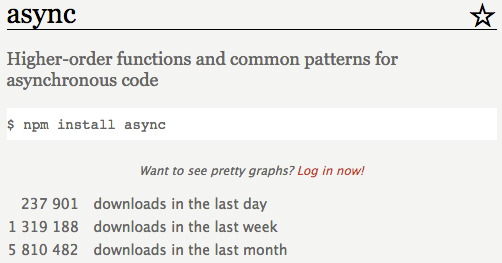 async
Higher-order functions and common patterns for
asynchronous code
$ npm install async
Want to see pretty graphs? Log in now!
237 901 downloads in the last day
1 319 188 downloads in the last week
5 810 482 downloads in the last month